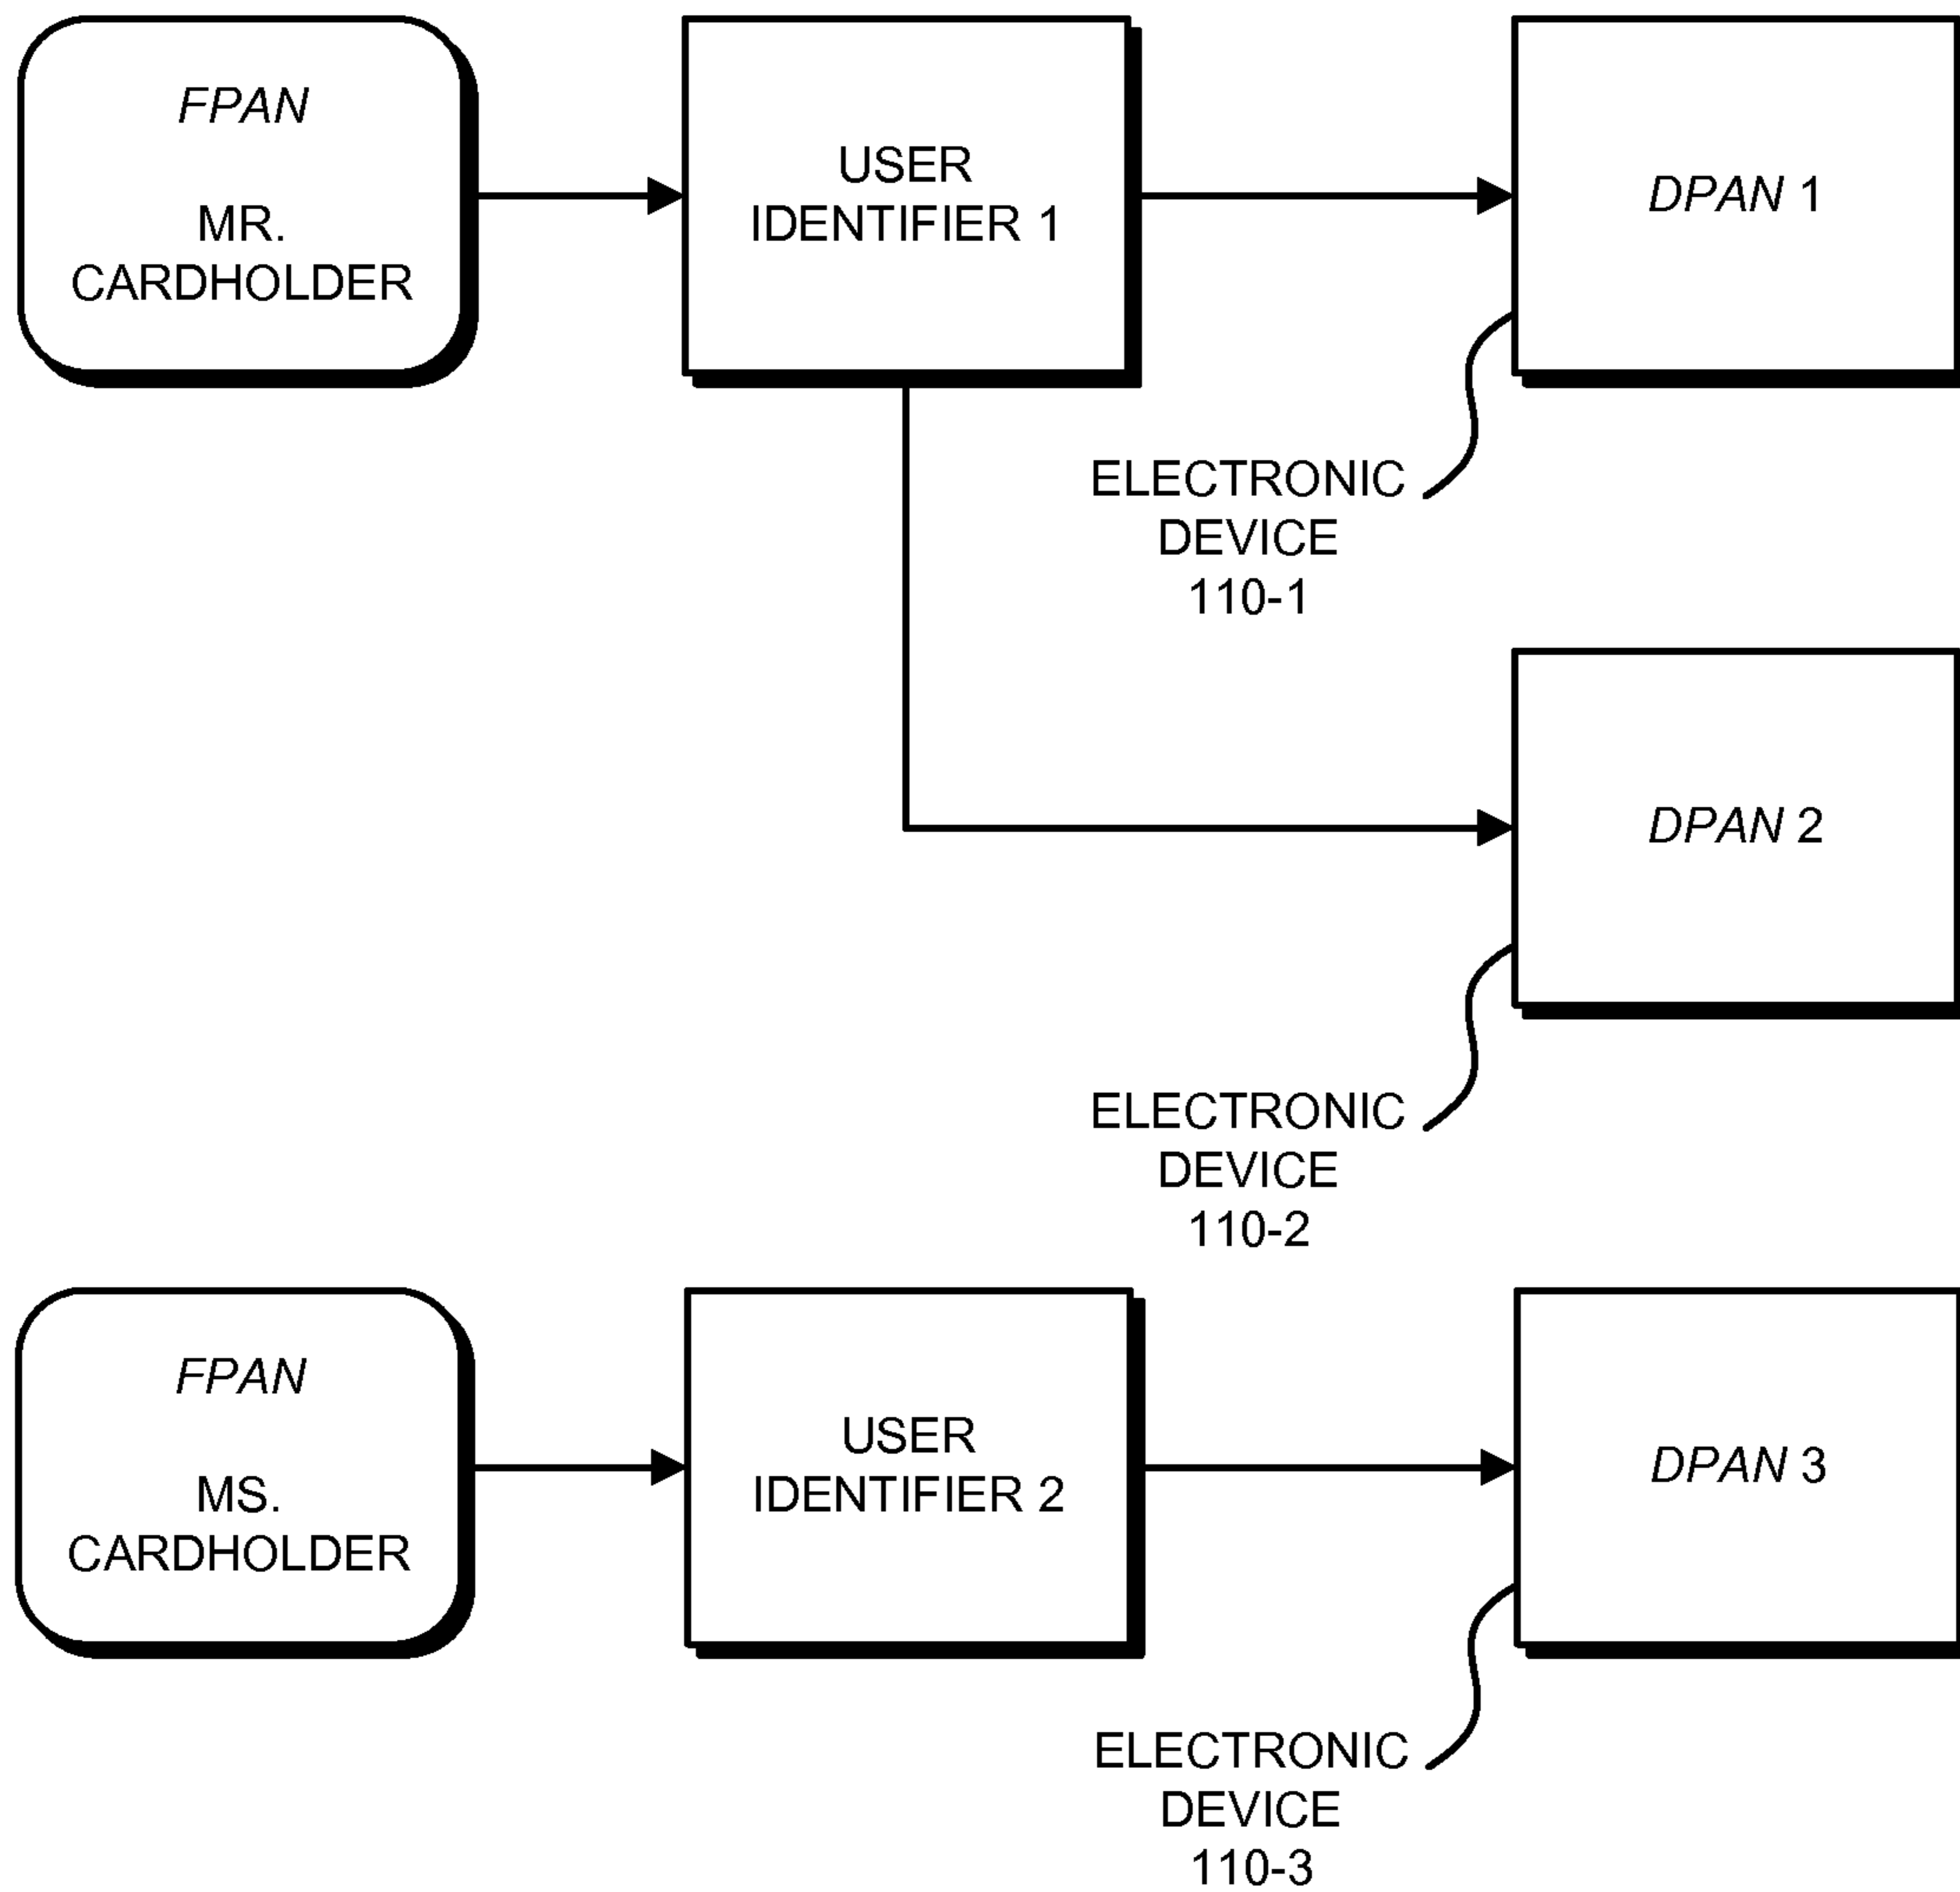 FPAN
MR.
CARDHOLDER
USER
IDENTIFIER 1
DPAN 1
ELECTRONIC
DEVICE
110-1
DPAN 2
ELECTRONIC
DEVICE
110-2
FPAN
MS.
CARDHOLDER
USER
IDENTIFIER 2
DPAN 3
ELECTRONIC
DEVICE
110-3